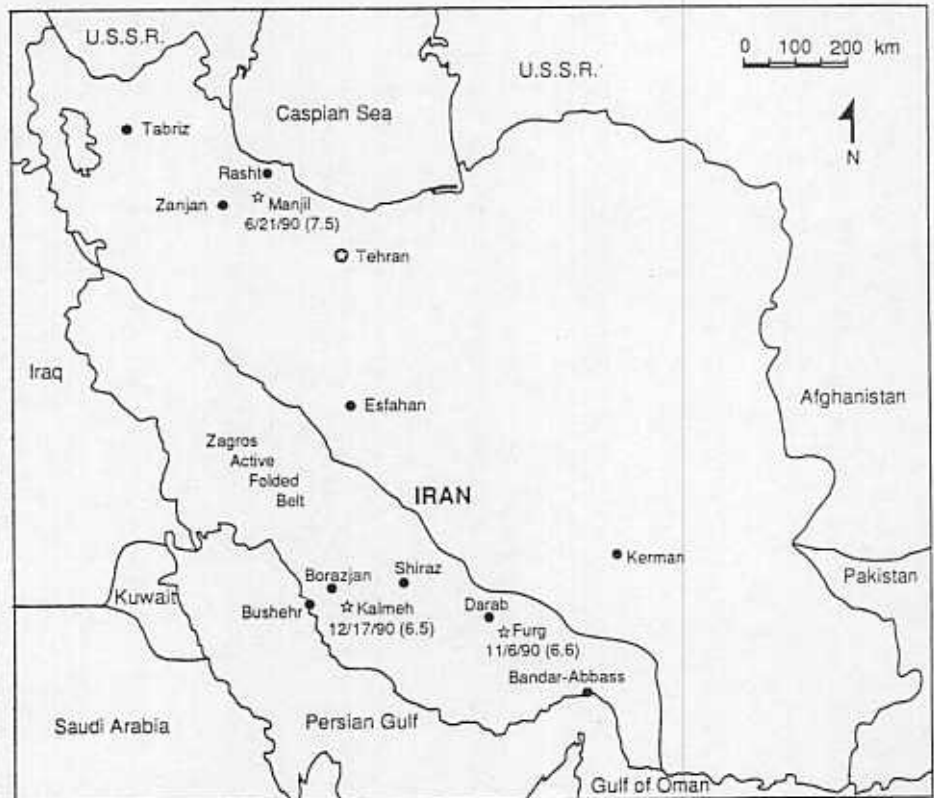 U.S.S.R.
U.S.S.R.
0 100 200 km
N
Caspian Sea
Tabriz
Rasht
Zanjan
Manjil
6/21/90 (7.5)
Tehran
Iraq
Esfahan
Afghanistan
Zagros
Active
Folded
Belt
IRAN
Kerman
Pakistan
Shiraz
Borazjan
Kuwait
Bushehr
Kalmeh
12/17/90 (6.5)
Darab
Furg
11/6/90 (6.6)
Bandar-Abbass
Saudi Arabia
Persian Gulf
Gulf of Oman